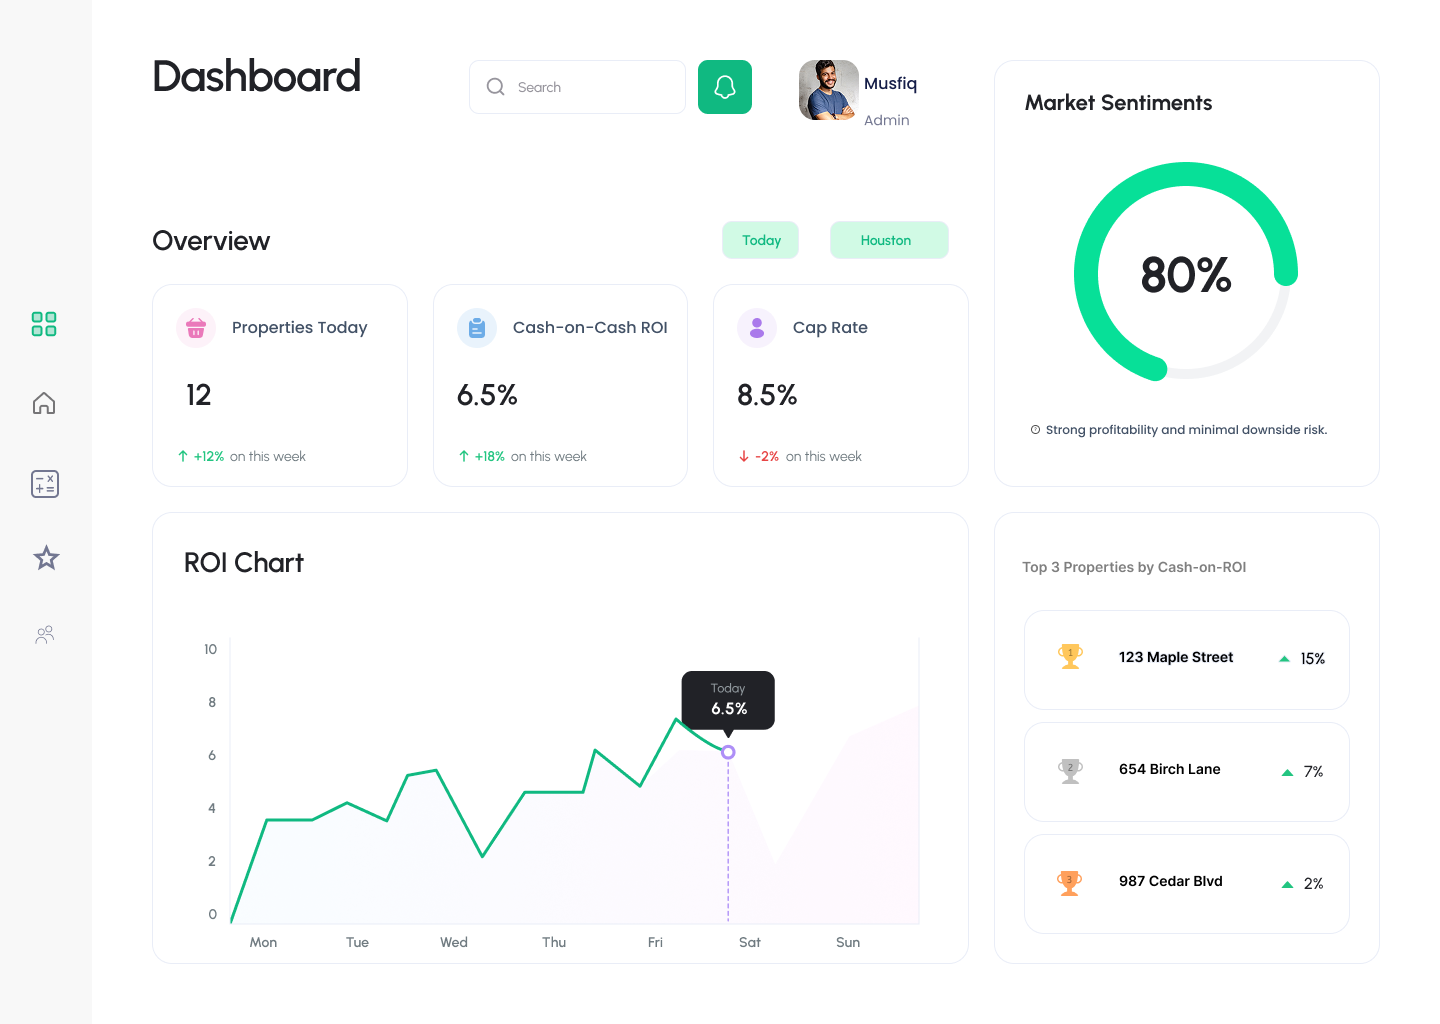 Dashboard
Search
Musfiq
Admin
Market Sentiments
80%
Strong profitability and minimal downside risk.
Overview
Today
Houston
Properties Today
12
+12% on this week
Cash-on-Cash ROI
6.5%
+18% on this week
Cap Rate
8.5%
-2% on this week
ROI Chart
10
8
6
4
2
0
Today
6.5%
Mon
Tue
Wed
Thu
Fri
Sat
Sun
Top 3 Properties by Cash-on-ROI
1
123 Maple Street
15%
2
654 Birch Lane
7%
3
987 Cedar Blvd
2%